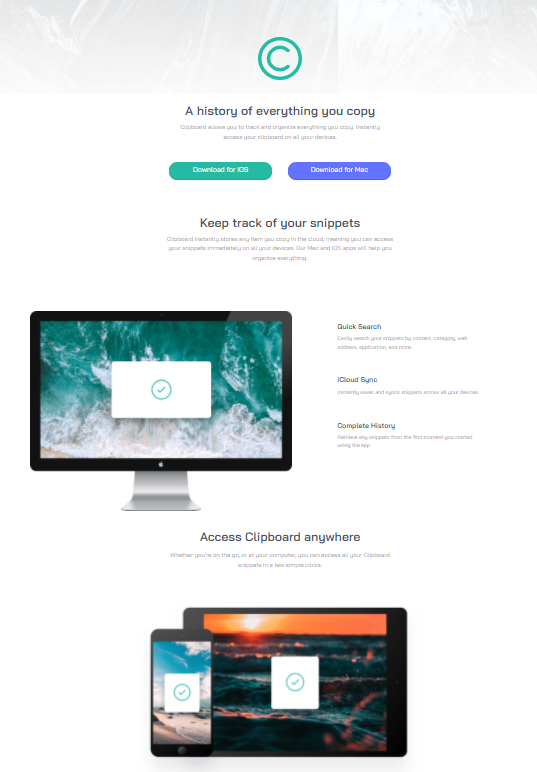 A history of everything you copy
Clipboard allows you to track and organize everything you copy. Instantly
access your clipboard on all your devices.
Download for iOS
Download for Mac
Keep track of your snippets
Clipboard instantly stores any item you copy in the cloud, meaning you can access
your snippets immediately on all your devices. Our Mac and iOS apps will help you
organize everything.
Quick Search
Easily search your snippets by content, category, web
address, application, and more.
iCloud Sync
Instantly saves and syncs snippets across all your devices.
Complete History
Retrieve any snippets from the first moment you started
using the app.
Access Clipboard anywhere
Whether you're on the go, or at your computer, you can access all your Clipboard
snippets in a few simple clicks.